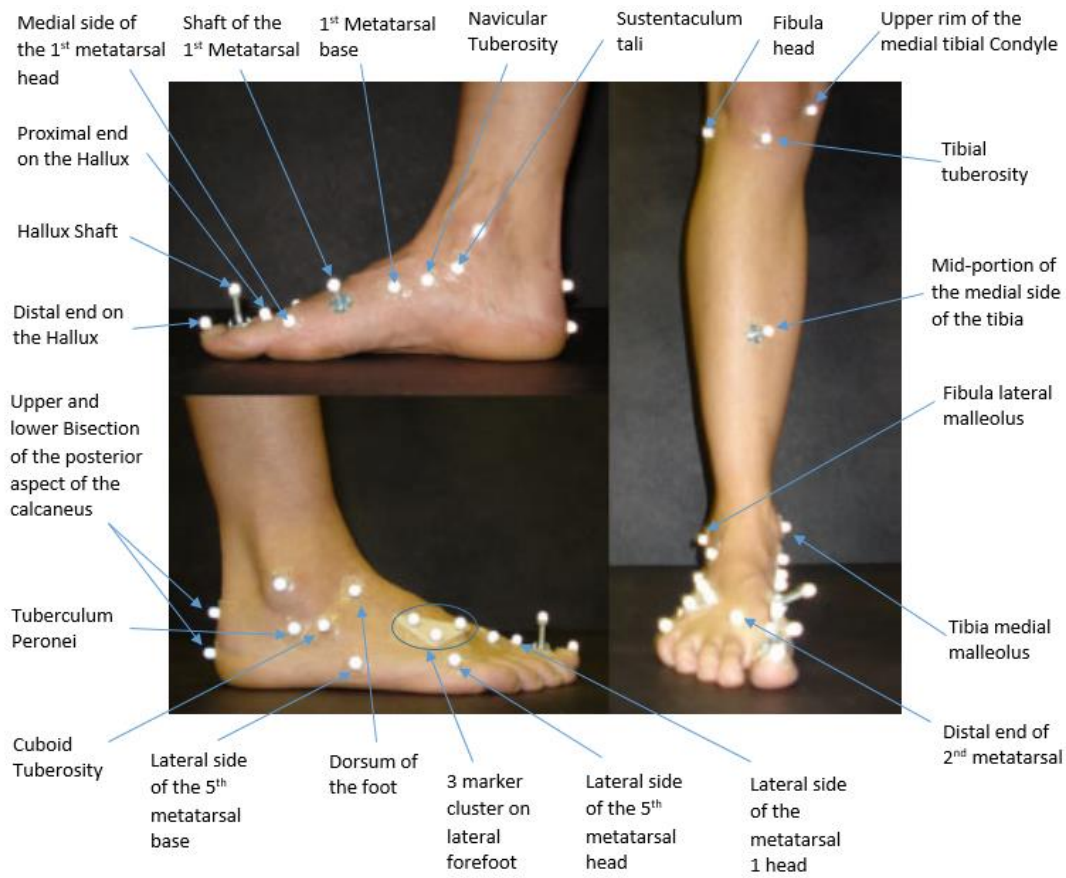 Medial side of
the 1st metatarsal
head
Shaft of the
1st Metatarsal
1st Metatarsal
base
Navicular
Tuberosity
Sustentaculum
tali
Fibula
head
Upper rim of the
medial tibial Condyle
Proximal end
on the Hallux
Hallux Shaft
Distal end on
the Hallux
Upper and
lower Bisection
of the posterior
aspect of the
calcaneus
Tuberculum
Peronei
Cuboid
Tuberosity
Tibial
tuberosity
Mid-portion of
the medial side
of the tibia
Fibula lateral
malleolus
Tibia medial
malleolus
Distal end of
2nd metatarsal
Lateral side
of the 5th
metatarsal
base
Dorsum of
the foot
3 marker
cluster on
lateral
forefoot
Lateral side
of the 5th
metatarsal
head
Lateral side
of the
metatarsal
1 head